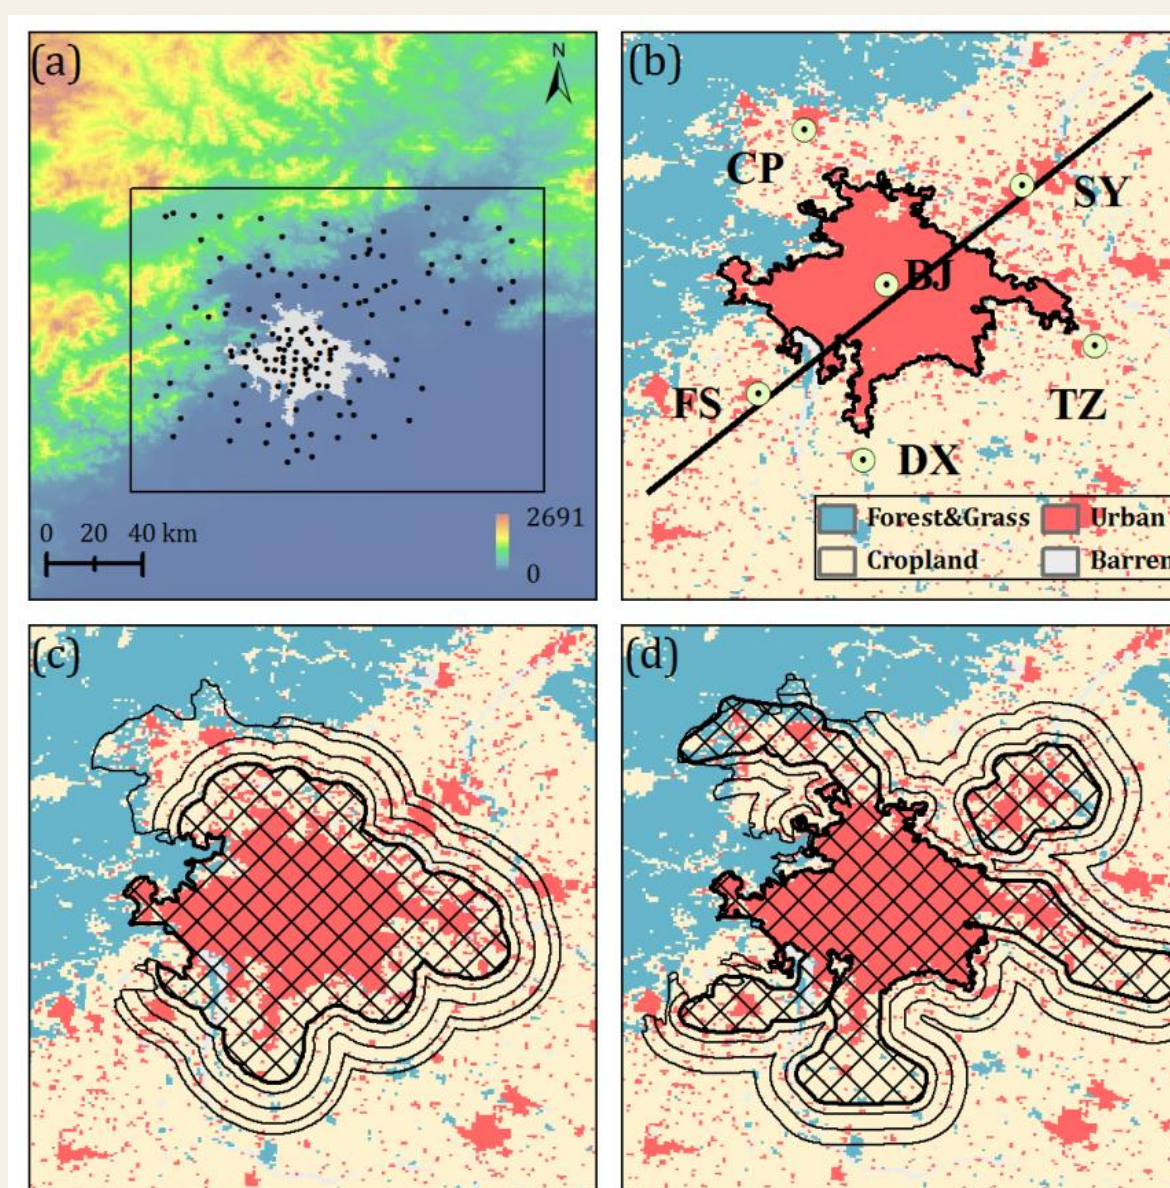 (a)
N
2691
0 20 40 km
0
(b)
CP
SY
BJ
FS
TZ
DX
Forest&Grass Urban
Cropland Barren
(c)
(d)